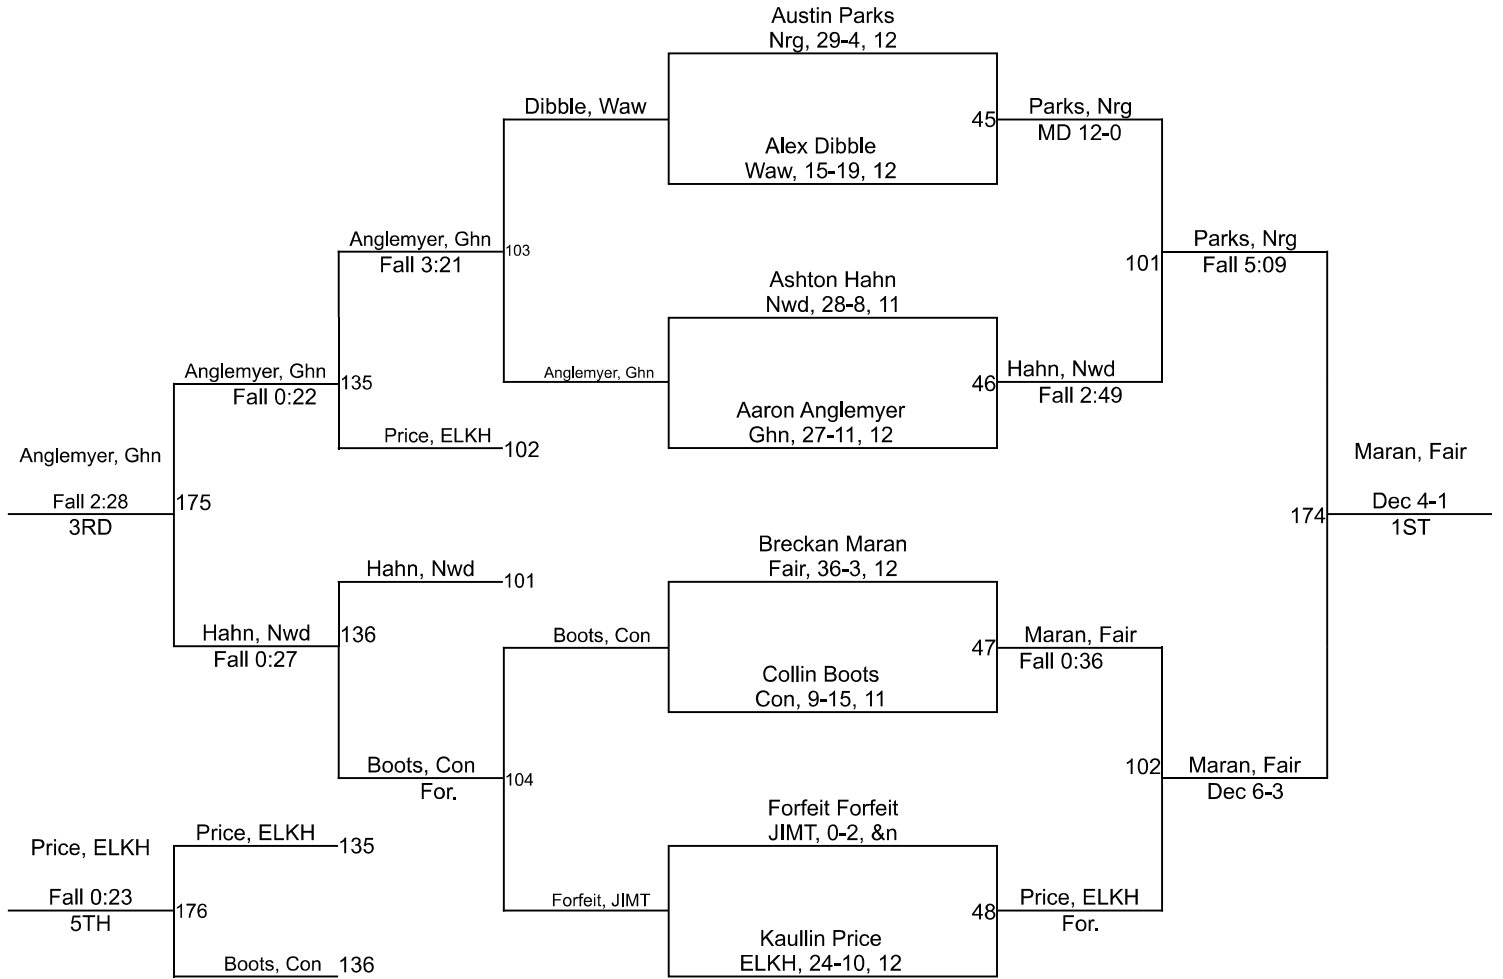 Austin Parks
Nrg, 29-4, 12
Dibble, Waw
45
Parks, Nrg
MD 12-0
Alex Dibble
Waw, 15-19, 12
Anglemyer, Ghn
Fall 3:21
103
Parks, Nrg
Fall 5:09
101
Ashton Hahn
Nwd, 28-8, 11
Anglemyer, Ghn
Fall 0:22
135
Anglemyer, Ghn
46
Hahn, Nwd
Fall 2:49
Aaron Anglemyer
Ghn, 27-11, 12
Price, ELKH
102
Anglemyer, Ghn
Fall 2:28
3RD
175
Maran, Fair
Dec 4-1
1ST
174
Breckan Maran
Fair, 36-3, 12
Hahn, Nwd
101
Hahn, Nwd
Fall 0:27
136
Boots, Con
47
Maran, Fair
Fall 0:36
Collin Boots
Con, 9-15, 11
Boots, Con
For.
104
102
Maran, Fair
Dec 6-3
Forfeit Forfeit
JIMT, 0-2, &n
Price, ELKH
135
Price, ELKH
Fall 0:23
5TH
176
Forfeit, JIMT
48
Price, ELKH
For.
Kaullin Price
ELKH, 24-10, 12
Boots, Con
136